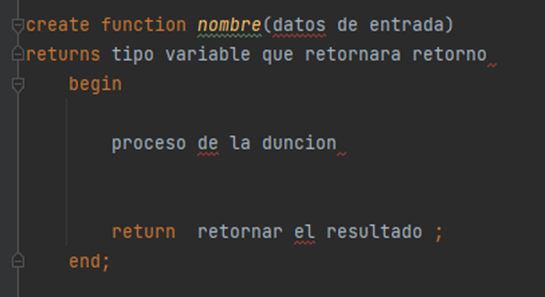 create function nombre(datos de entrada)
returns tipo variable que retornara retorno
begin
proceso de la duncion
return  retornar el resultado ;
end;